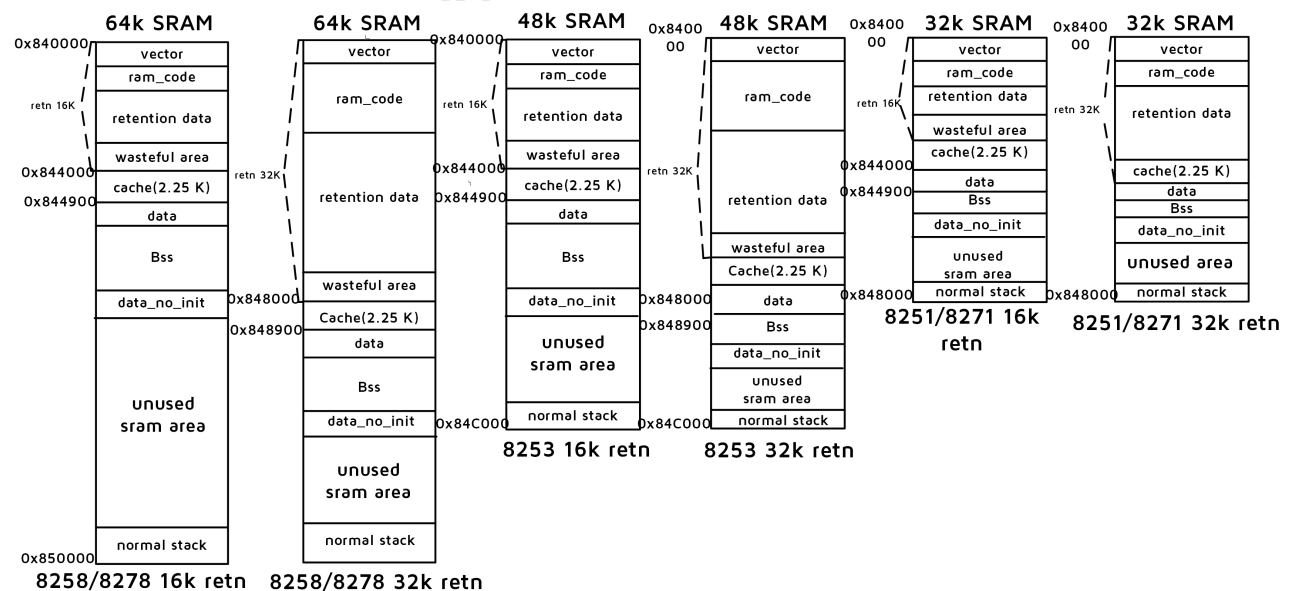 64k SRAM
0x840000
vector
ram_code
retn 16K
retention data
wasteful area
0x844000
cache(2.25 K)
0x844900
data
Bss
data_no_init
unused
sram area
normal stack
0x850000
8258/8278 16k retn
64k SRAM
vector
ram_code
retn 32K
retention data
wasteful area
0x848000
Cache(2.25 K)
0x848900
data
Bss
data_no_init
unused
sram area
normal stack
8258/8278 32k retn
48k SRAM
0x840000
vector
ram_code
retn 16K
retention data
wasteful area
0x844000
cache(2.25 K)
0x844900
data
Bss
data_no_init
unused
sram area
normal stack
0x84C000
8253 16k retn
48k SRAM
0x8400
00
vector
ram_code
retn 32K
retention data
wasteful area
Cache(2.25 K)
0x848000
data
0x848900
Bss
data_no_init
unused
sram area
normal stack
0x84C000
8253 32k retn
32k SRAM
0x8400
00
vector
ram_code
retn 16K
retention data
wasteful area
cache(2.25 K)
0x844000
data
0x844900
Bss
data_no_init
unused
sram area
normal stack
0x848000
8251/8271 16k
retn
32k SRAM
0x8400
00
vector
ram_code
retn 32K
retention data
cache(2.25 K)
data
Bss
data_no_init
unused area
normal stack
0x848000
8251/8271 32k retn